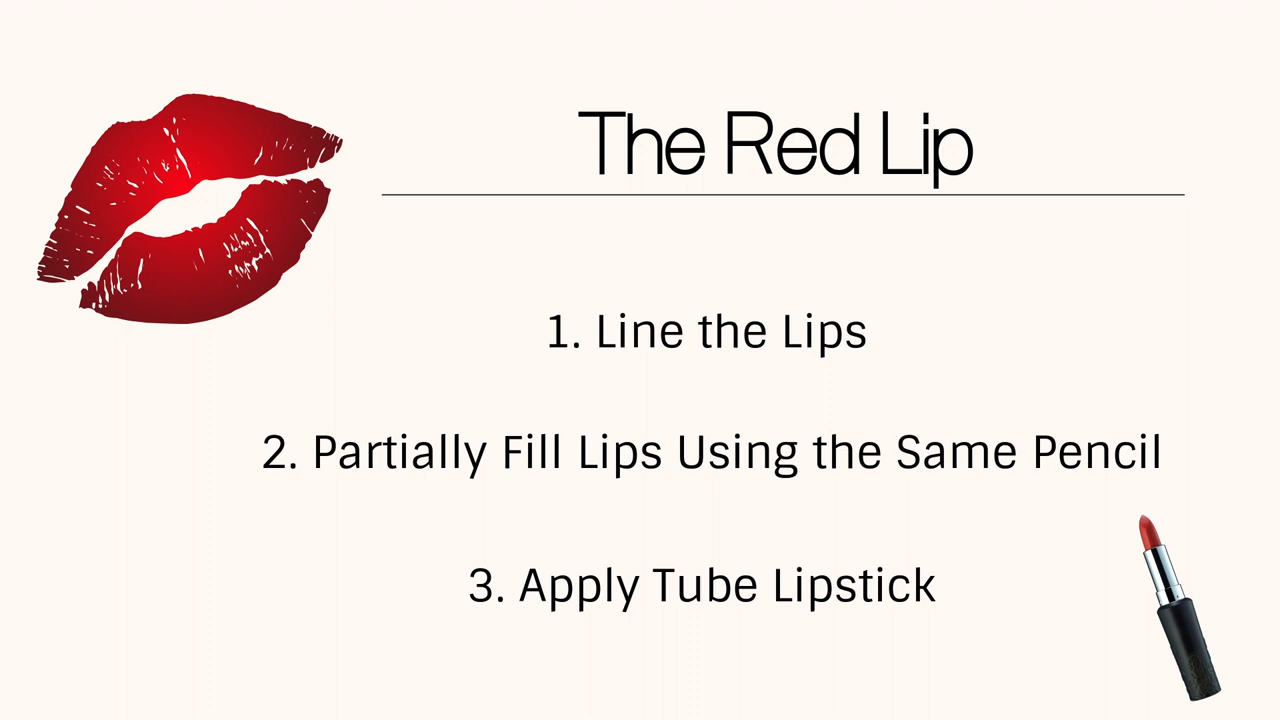 The Red Lip
1. Line the Lips
2. Partially Fill Lips Using the Same Pencil
3. Apply Tube Lipstick